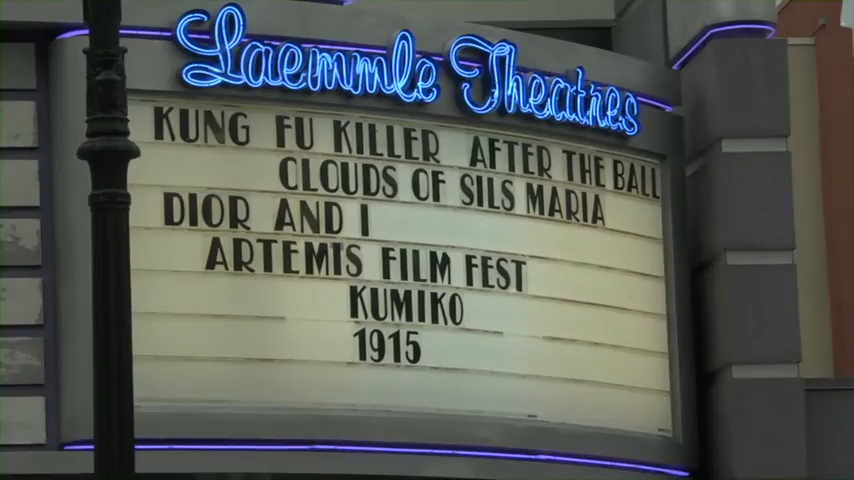 Laemmle Theatres
KUNG FU KILLER AFTER THE BALL
CLOUDS OF SILS MARIA
DIOR AND I
ARTEMIS FILM FEST
KUMIKO
1915